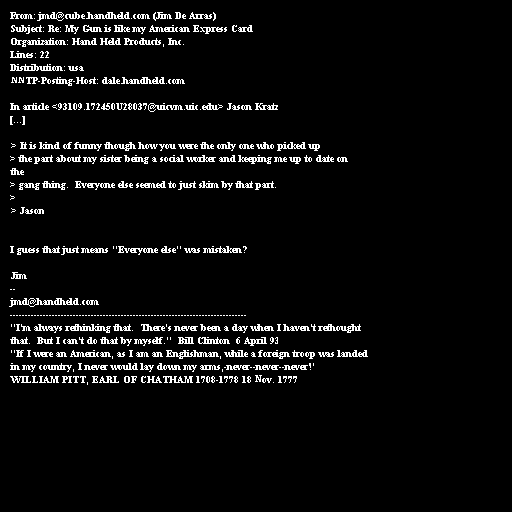 From: jmd@cube.handheld.com (Jim De Arras)
Subject: Re: My Gun is like my American Express Card
Organization: Hand Held Products, Inc.
Lines: 22
Distribution: usa
NNTP-Posting-Host: dale.handheld.com
In article <93109.172450U28037@uicvm.uic.edu> Jason Kratz
[...]
> It is kind of funny though how you were the only one who picked up
> the part about my sister being a social worker and keeping me up to date on
the
> gang thing.  Everyone else seemed to just skim by that part.
>
> Jason
I guess that just means "Everyone else" was mistaken?
Jim
--
jmd@handheld.com
-------------------------------------------------------------------------------
"I'm always rethinking that.  There's never been a day when I haven't rethought
that.  But I can't do that by myself."  Bill Clinton  6 April 93
"If I were an American, as I am an Englishman, while a foreign troop was landed
in my country, I never would lay down my arms,-never--never--never!'
WILLIAM PITT, EARL OF CHATHAM 1708-1778 18 Nov. 1777